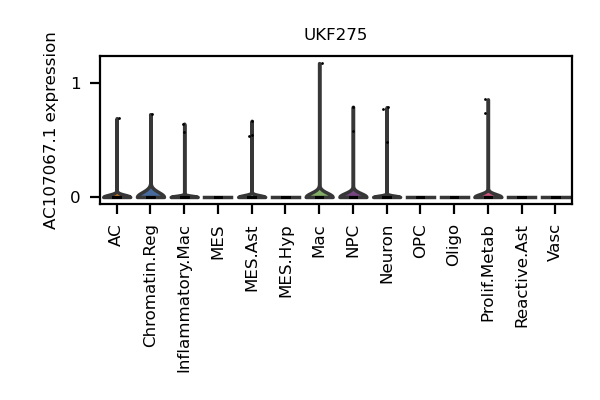 UKF275
AC107067.1 expression
1
0
AC
Chromatin.Reg
Inflammatory.Mac
MES
MES.Ast
MES.Hyp
Mac
NPC
Neuron
OPC
Oligo
Prolif.Metab
Reactive.Ast
Vasc